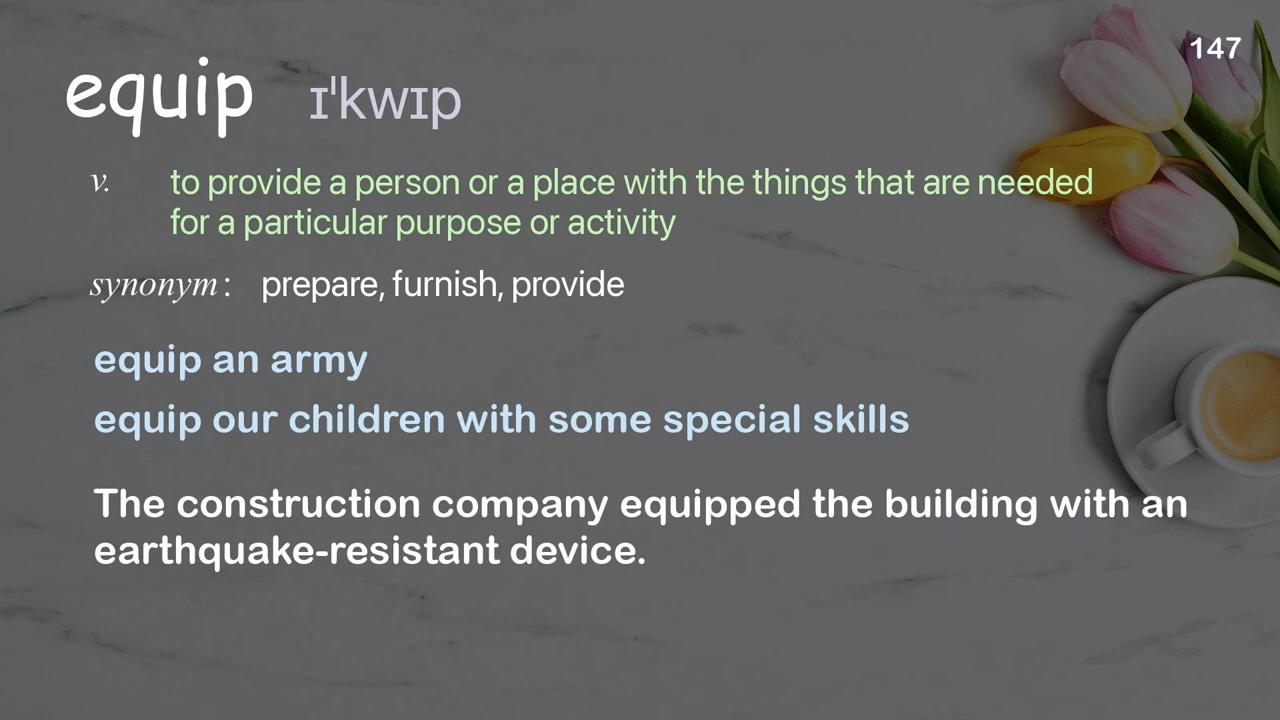 147
equip ɪˈkwɪp
v. to provide a person or a place with the things that are needed
for a particular purpose or activity
synonym : prepare, furnish, provide
equip an army
equip our children with some special skills
The construction company equipped the building with an
earthquake-resistant device.